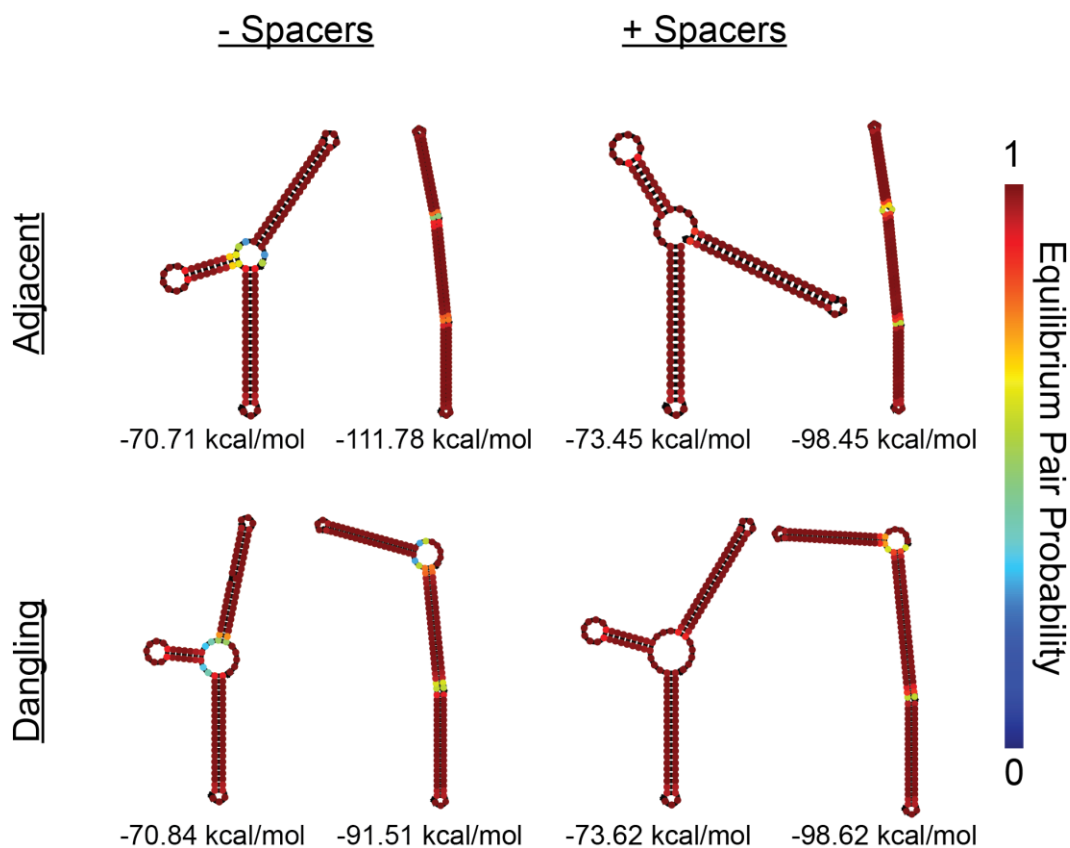 - Spacers
+ Spacers
Adjacent
-70.71 kcal/mol
-111.78 kcal/mol
-73.45 kcal/mol
-98.45 kcal/mol
Dangling
-70.84 kcal/mol
-91.51 kcal/mol
-73.62 kcal/mol
-98.62 kcal/mol
1
Equilibrium Pair Probability
0